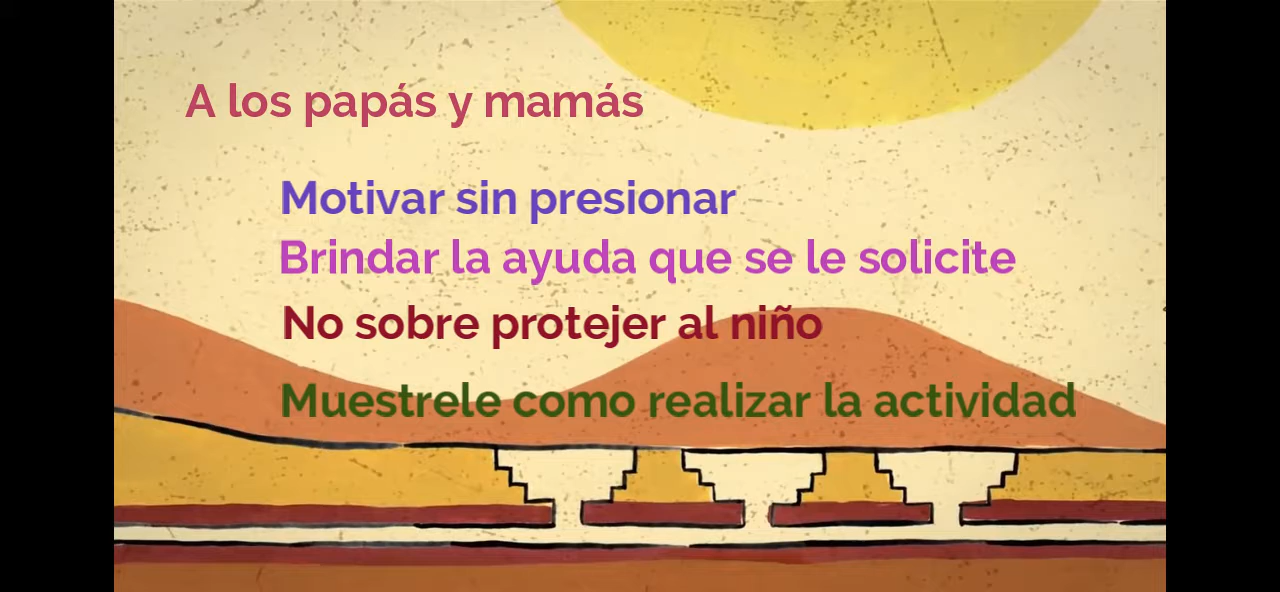 A los papás y mamás
Motivar sin presionar
Brindar la ayuda que se le solicite
No sobre protejer al niño
Muestrele como realizar la actividad